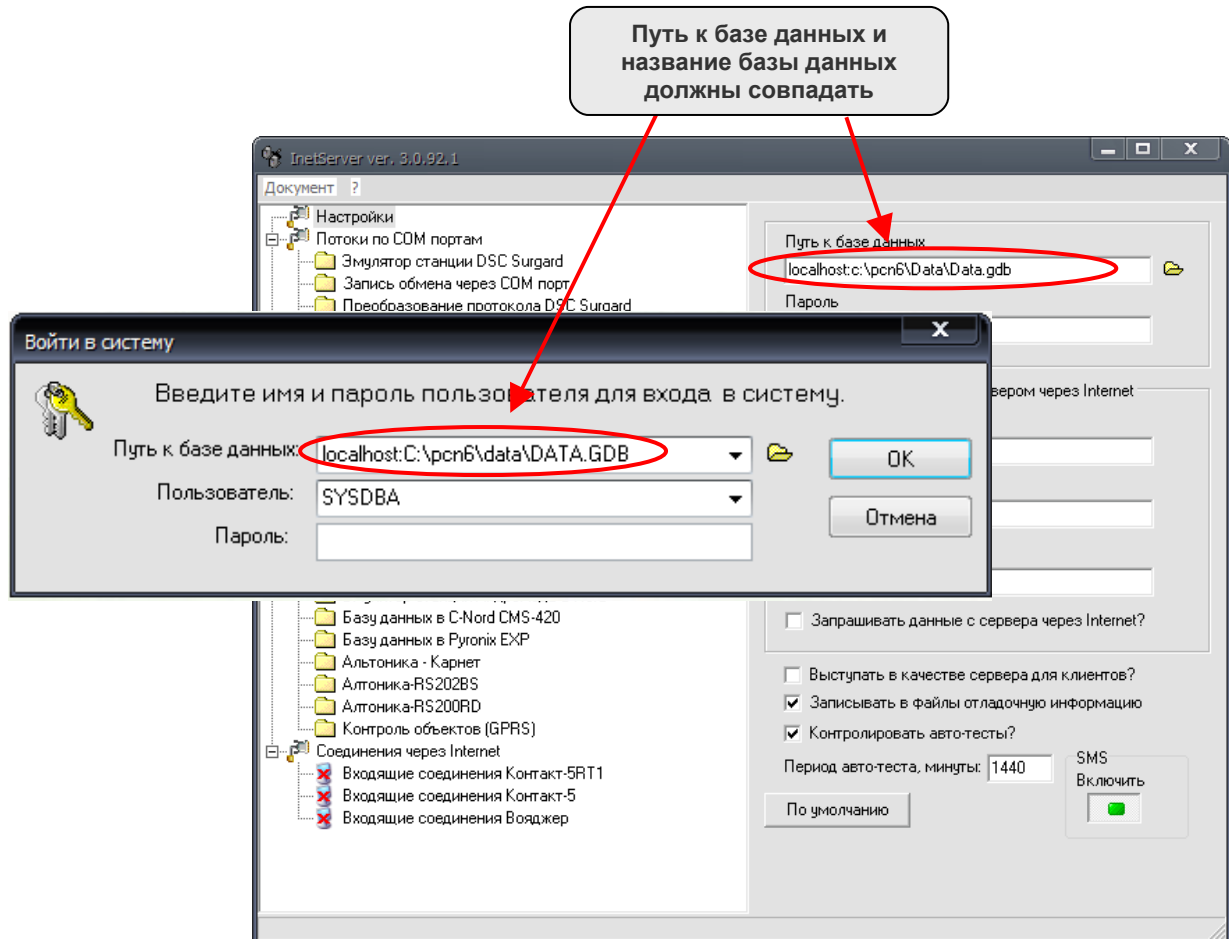 Путь к базе данных и
название базы данных
должны совпадать
InetServer ver. 3.0.92.1
Документ ?
Настройки
Потоки по COM портам
Эмулятор станции DSC Surgard
Запись обмена через COM порт
Преобразование протокола DSC Surgard
Путь к базе данных
localhost:c:\pcn6\Data\Data.gdb
Пароль
Войти в систему
Введите имя и пароль пользователя для входа в систему.
Путь к базе данных:
localhost:C:\pcn6\data\DATA.GDB
OK
Пользователь:
SYSDBA
Отмена
Пароль:
через Internet
Базу данных в C-Nord CMS-420
Базу данных в Pyronix EXP
Альтоника - Карнет
Алтоника-RS202BS
Алтоника-RS200RD
Контроль объектов (GPRS)
Соединения через Internet
Входящие соединения Контакт-5RT1
Входящие соединения Контакт-5
Входящие соединения Вояджер
Запрашивать данные с сервера через Internet?
Выступать в качестве сервера для клиентов?
Записывать в файлы отладочную информацию
Контролировать авто-тесты?
Период авто-теста, минуты: 1440
SMS
Включить
По умолчанию